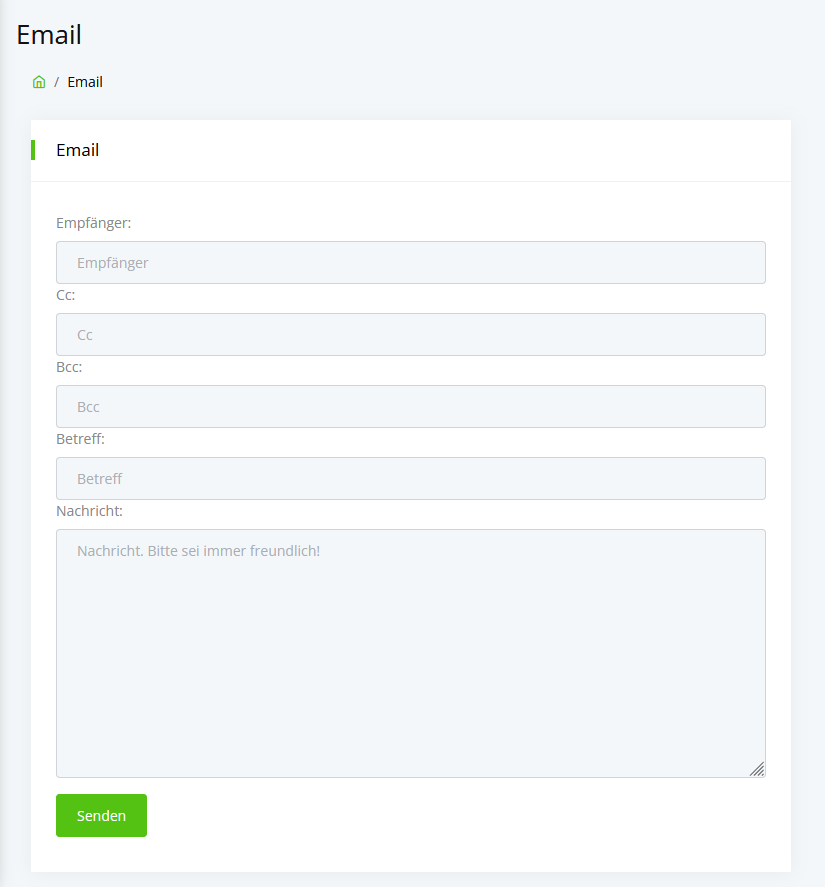 Email
/ Email
Email
Empfänger:
Empfänger
Cc:
Cc
Bcc:
Bcc
Betreff:
Betreff
Nachricht:
Nachricht. Bitte sei immer freundlich!
Senden